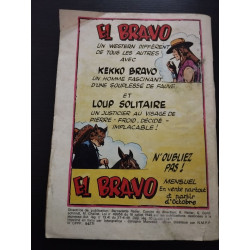 EL BRAVO
UN WESTERN DIFFÉRENT
DE TOUS LES AUTRES
AVEC
KEKKO BRAVO
UN HOMME FASCINANT
D'UNE SOUPLESSE DE FAUVE
ET
LOUP SOLITAIRE
UN JUSTICIER AU VISAGE DE
PIERRE - FROID, DÉCIDÉ -
IMPLACABLE!
N'OUBLIEZ
PAS!
MENSUEL
En vente partout
à partir
d'Octobre
EL BRAVO